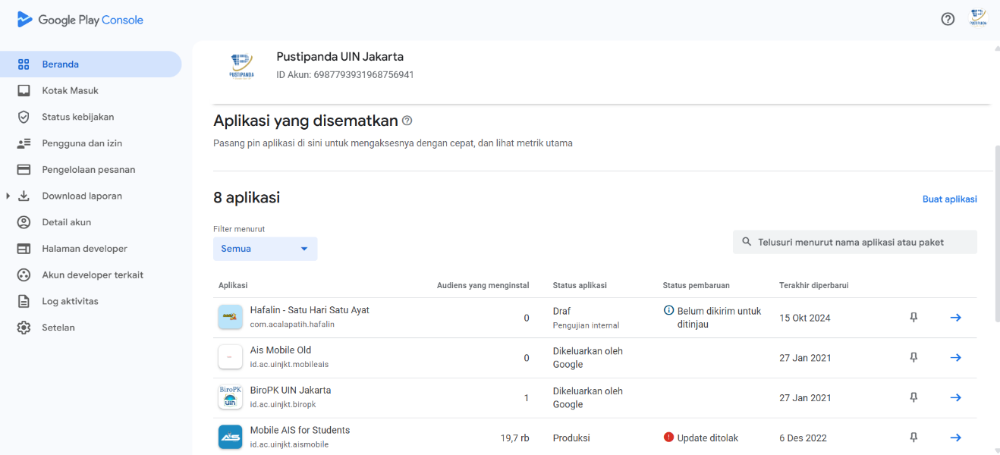 Google Play Console
PUSTIPANDA
Beranda
Kotak Masuk
Status kebijakan
Pengguna dan izin
Pengelolaan pesanan
Download laporan
Detail akun
Halaman developer
Akun developer terkait
Log aktivitas
Setelan
PUSTIPANDA
Pustipanda UIN Jakarta
ID Akun: 6987793931968756941
Aplikasi yang disematkan
Pasang pin aplikasi di sini untuk mengaksesnya dengan cepat, dan lihat metrik utama
8 aplikasi
Buat aplikasi
Filter menurut
Semua
Telusuri menurut nama aplikasi atau paket
Aplikasi Audiens yang menginstal Status aplikasi Status pembaruan Terakhir diperbarui
Hafalin - Satu Hari Satu Ayat
com.acalapatih.hafalin
0
Draf
Pengujian internal
Belum dikirim untuk
ditinjau
15 Okt 2024
Ais Mobile Old
id.ac.uinjkt.mobileais
0
Dikeluarkan oleh
Google
27 Jan 2021
BiroPK
uin
BiroPK UIN Jakarta
id.ac.uinjkt.biropk
1
Dikeluarkan oleh
Google
27 Jan 2021
AIS
Mobile AIS for Students
id.ac.uinjkt.aismobile
19,7 rb
Produksi
Update ditolak
6 Des 2022